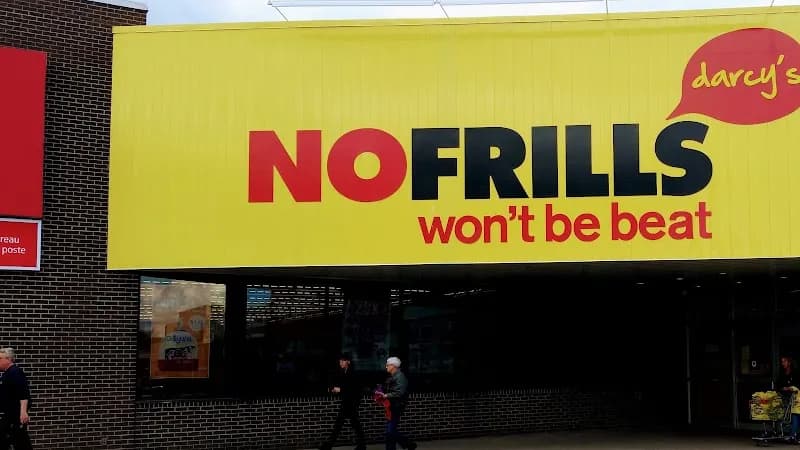 darcy's
NOFRILLS
won't be beat
reau
poste